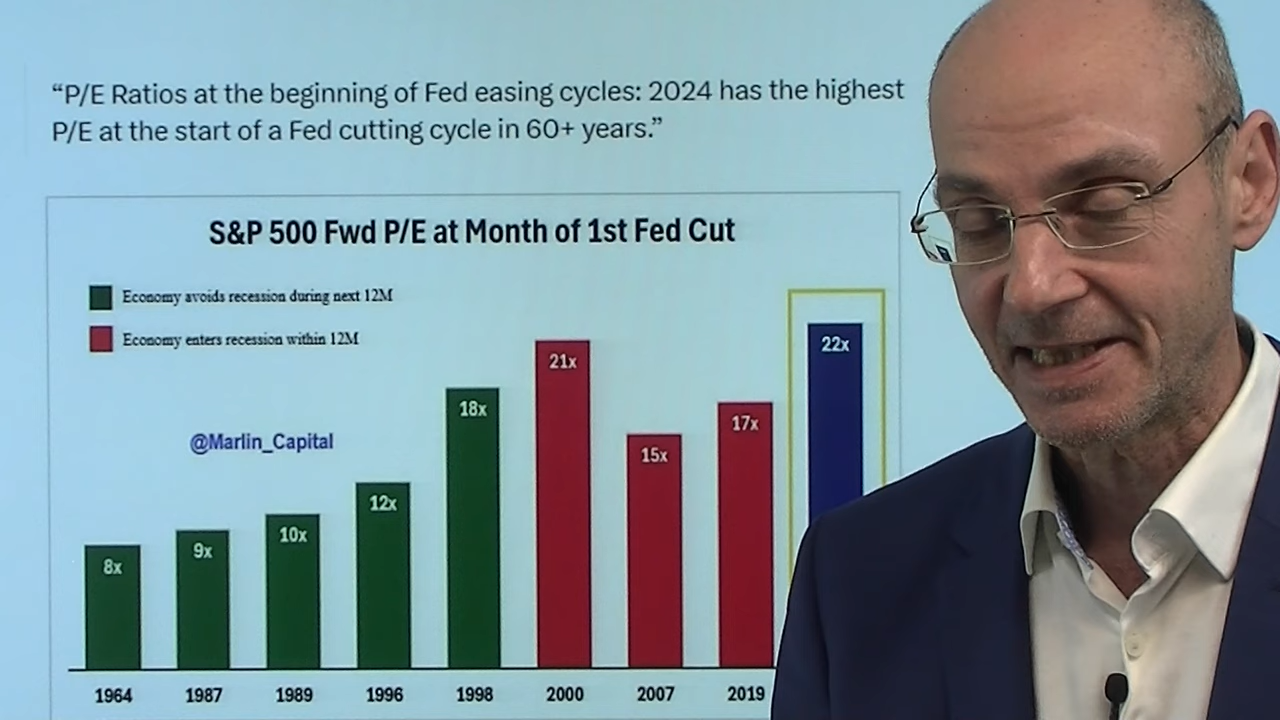 “P/E Ratios at the beginning of Fed easing cycles: 2024 has the highest
P/E at the start of a Fed cutting cycle in 60+ years.”
S&P 500 Fwd P/E at Month of 1st Fed Cut
Economy avoids recession during next 12M
Economy enters recession within 12M
@Marlin_Capital
8x
9x
10x
12x
18x
21x
15x
17x
22x
1964 1987 1989 1996 1998 2000 2007 2019